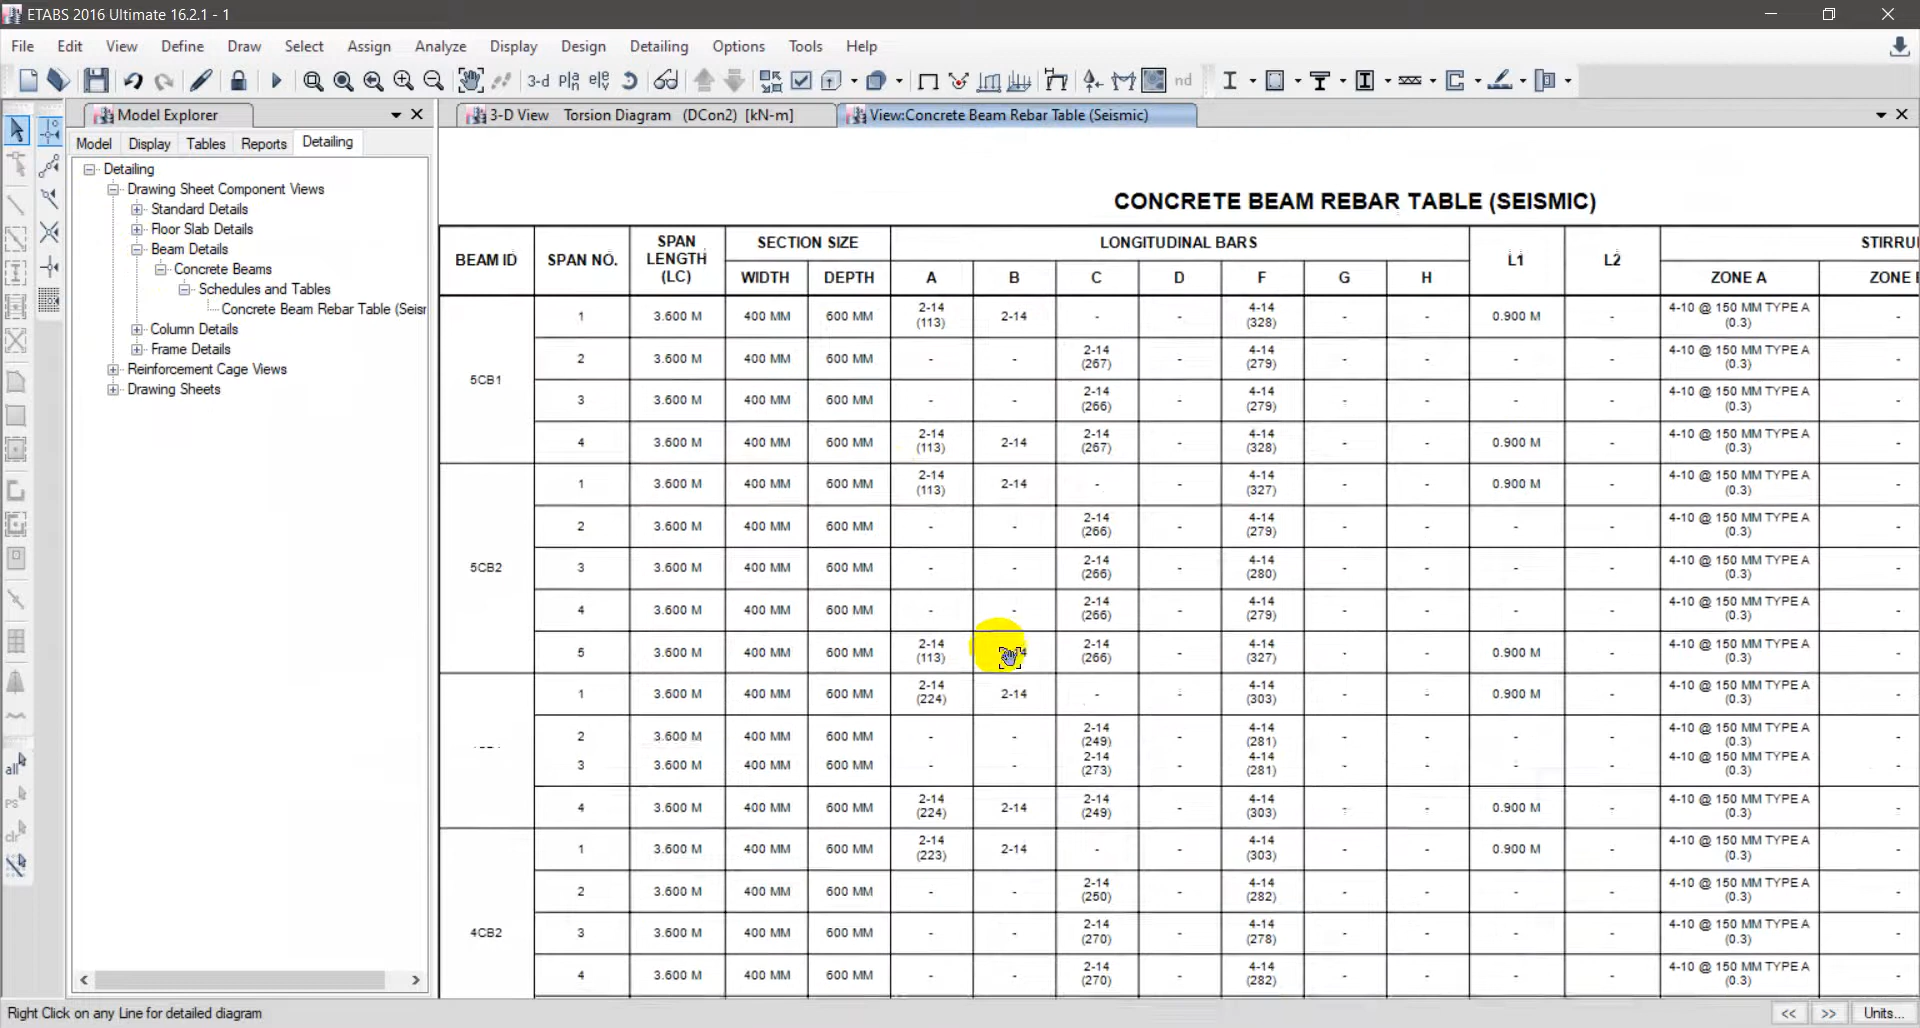 ETABS 2016 Ultimate 16.2.1 - 1
File Edit View Define Draw Select Assign Analyze Display Design Detailing Options Tools Help
3-d nd
Model Explorer
3-D View Torsion Diagram (DCon2) [kN-m]
View:Concrete Beam Rebar Table (Seismic)
Model Display Tables Reports Detailing
Detailing
Drawing Sheet Component Views
Standard Details
Floor Slab Details
Beam Details
Concrete Beams
Schedules and Tables
Concrete Beam Rebar Table (Seisr
Column Details
Frame Details
Reinforcement Cage Views
Drawing Sheets
all
ps
clr
CONCRETE BEAM REBAR TABLE (SEISMIC)
BEAM ID SPAN NO. SPAN LENGTH (LC) SECTION SIZE LONGITUDINAL BARS L1 L2 STIRRU
WIDTH DEPTH A B C D F G H ZONE A ZONE
5CB1
1 3.600 M 400 MM 600 MM 2-14 (113) 2-14 - - 4-14 (328) - - 0.900 M - 4-10 @ 150 MM TYPE A (0.3) -
2 3.600 M 400 MM 600 MM - - 2-14 (267) - 4-14 (279) - - - - 4-10 @ 150 MM TYPE A (0.3) -
3 3.600 M 400 MM 600 MM - - 2-14 (266) - 4-14 (279) - - - - 4-10 @ 150 MM TYPE A (0.3) -
4 3.600 M 400 MM 600 MM 2-14 (113) 2-14 2-14 (267) - 4-14 (328) - - 0.900 M - 4-10 @ 150 MM TYPE A (0.3) -
5CB2
1 3.600 M 400 MM 600 MM 2-14 (113) 2-14 - - 4-14 (327) - - 0.900 M - 4-10 @ 150 MM TYPE A (0.3) -
2 3.600 M 400 MM 600 MM - - 2-14 (266) - 4-14 (279) - - - - 4-10 @ 150 MM TYPE A (0.3) -
3 3.600 M 400 MM 600 MM - - 2-14 (266) - 4-14 (280) - - - - 4-10 @ 150 MM TYPE A (0.3) -
4 3.600 M 400 MM 600 MM - - 2-14 (266) - 4-14 (279) - - - - 4-10 @ 150 MM TYPE A (0.3) -
5 3.600 M 400 MM 600 MM 2-14 (113) 2-14 (266) - 4-14 (327) - - 0.900 M - 4-10 @ 150 MM TYPE A (0.3) -
1 3.600 M 400 MM 600 MM 2-14 (224) 2-14 - - 4-14 (303) - - 0.900 M - 4-10 @ 150 MM TYPE A (0.3) -
2 3.600 M 400 MM 600 MM - - 2-14 (249) - 4-14 (281) - - - - 4-10 @ 150 MM TYPE A (0.3) -
3 3.600 M 400 MM 600 MM - - 2-14 (273) - 4-14 (281) - - - - 4-10 @ 150 MM TYPE A (0.3) -
4 3.600 M 400 MM 600 MM 2-14 (224) 2-14 2-14 (249) - 4-14 (303) - - 0.900 M - 4-10 @ 150 MM TYPE A (0.3) -
4CB2
1 3.600 M 400 MM 600 MM 2-14 (223) 2-14 - - 4-14 (303) - - 0.900 M - 4-10 @ 150 MM TYPE A (0.3) -
2 3.600 M 400 MM 600 MM - - 2-14 (250) - 4-14 (282) - - - - 4-10 @ 150 MM TYPE A (0.3) -
3 3.600 M 400 MM 600 MM - - 2-14 (270) - 4-14 (278) - - - - 4-10 @ 150 MM TYPE A (0.3) -
4 3.600 M 400 MM 600 MM - - 2-14 (270) - 4-14 (282) - - - - 4-10 @ 150 MM TYPE A (0.3) -
Right Click on any Line for detailed diagram
<< >> Units...